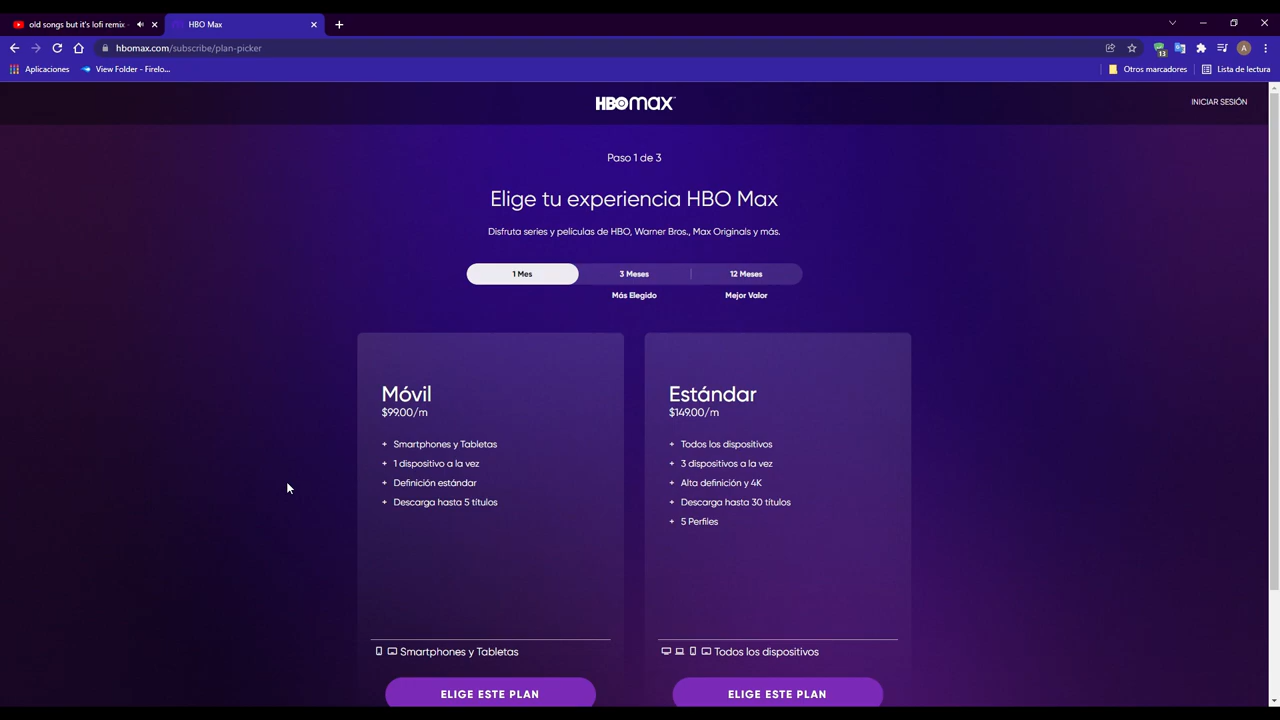 old songs but it's lofi remix
HBO Max
hbomax.com/subscribe/plan-picker
13
A
Aplicaciones
View Folder - Firelo...
Otros marcadores
Lista de lectura
HBOMAX
INICIAR SESIÓN
Paso 1 de 3
Elige tu experiencia HBO Max
Disfruta series y películas de HBO, Warner Bros., Max Originals y más.
1 Mes
3 Meses
12 Meses
Más Elegido
Mejor Valor
Móvil
$99.00/m
+ Smartphones y Tabletas
+ 1 dispositivo a la vez
+ Definición estándar
+ Descarga hasta 5 títulos
Smartphones y Tabletas
ELIGE ESTE PLAN
Estándar
$149.00/m
+ Todos los dispositivos
+ 3 dispositivos a la vez
+ Alta definición y 4K
+ Descarga hasta 30 títulos
+ 5 Perfiles
Todos los dispositivos
ELIGE ESTE PLAN